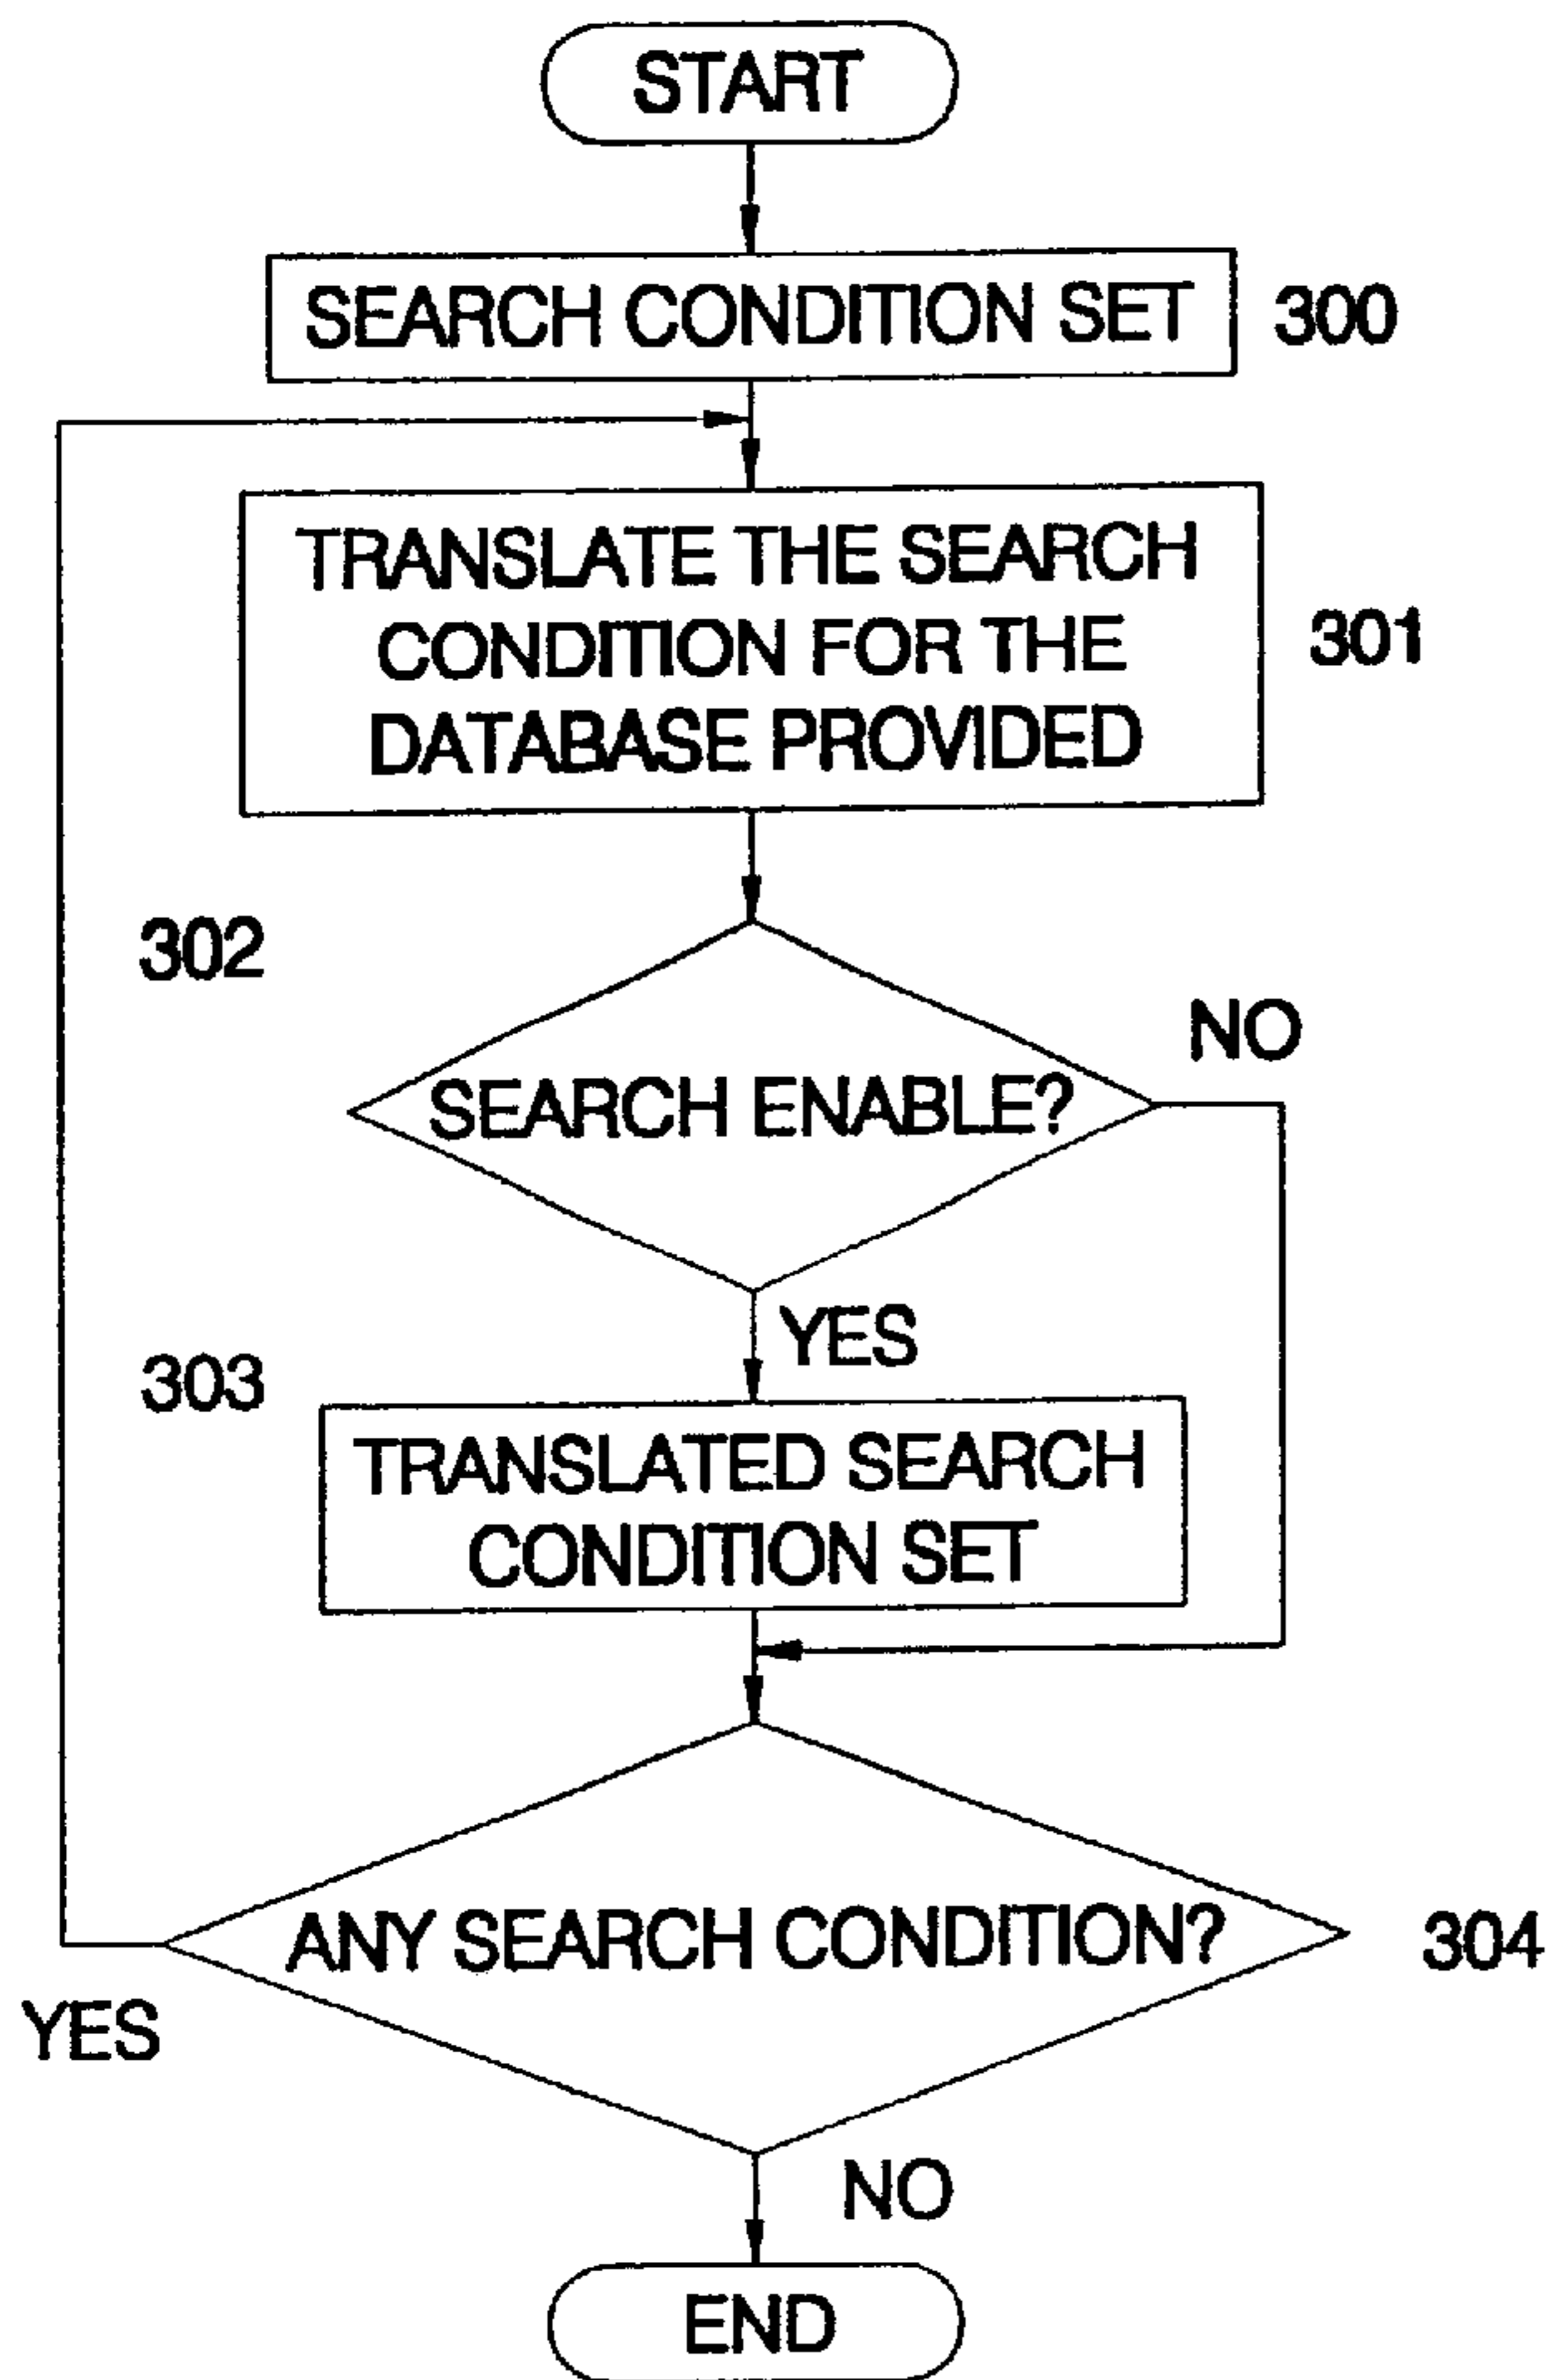 START
SEARCH CONDITION SET
300
TRANSLATE THE SEARCH
CONDITION FOR THE
DATABASE PROVIDED
301
302
SEARCH ENABLE?
NO
YES
303
TRANSLATED SEARCH
CONDITION SET
ANY SEARCH CONDITION?
304
YES
NO
END